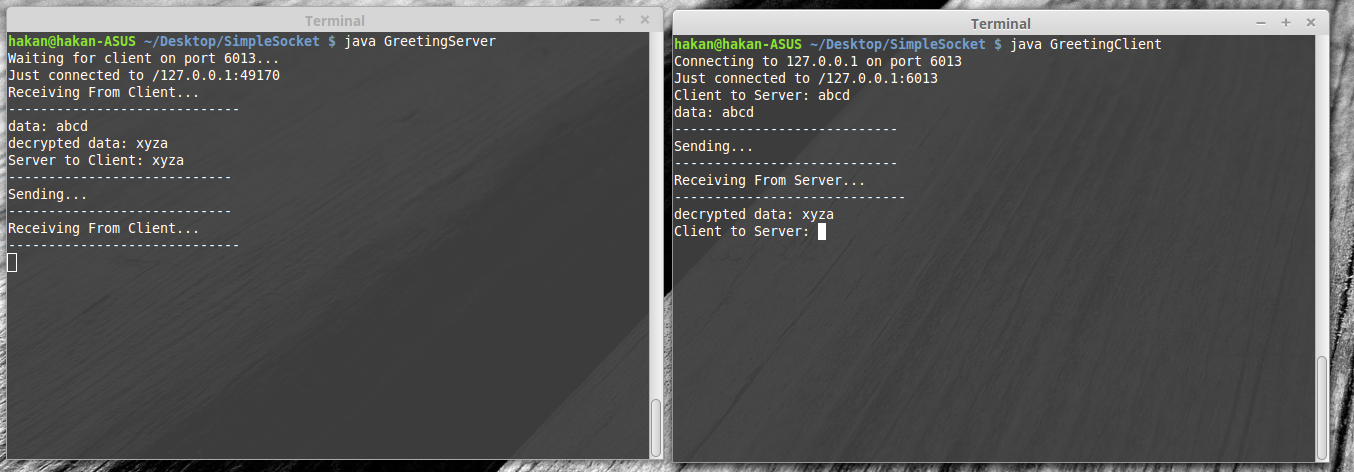 Terminal
hakan@hakan-ASUS ~/Desktop/SimpleSocket $ java GreetingServer
Waiting for client on port 6013...
Just connected to /127.0.0.1:49170
Receiving From Client...
-----------------------------
data: abcd
decrypted data: xyza
Server to Client: xyza
----------------------------
Sending...
----------------------------
Receiving From Client...
-----------------------------
Terminal
hakan@hakan-ASUS ~/Desktop/SimpleSocket $ java GreetingClient
Connecting to 127.0.0.1 on port 6013
Just connected to /127.0.0.1:6013
Client to Server: abcd
data: abcd
----------------------------
Sending...
----------------------------
Receiving From Server...
-----------------------------
decrypted data: xyza
Client to Server: